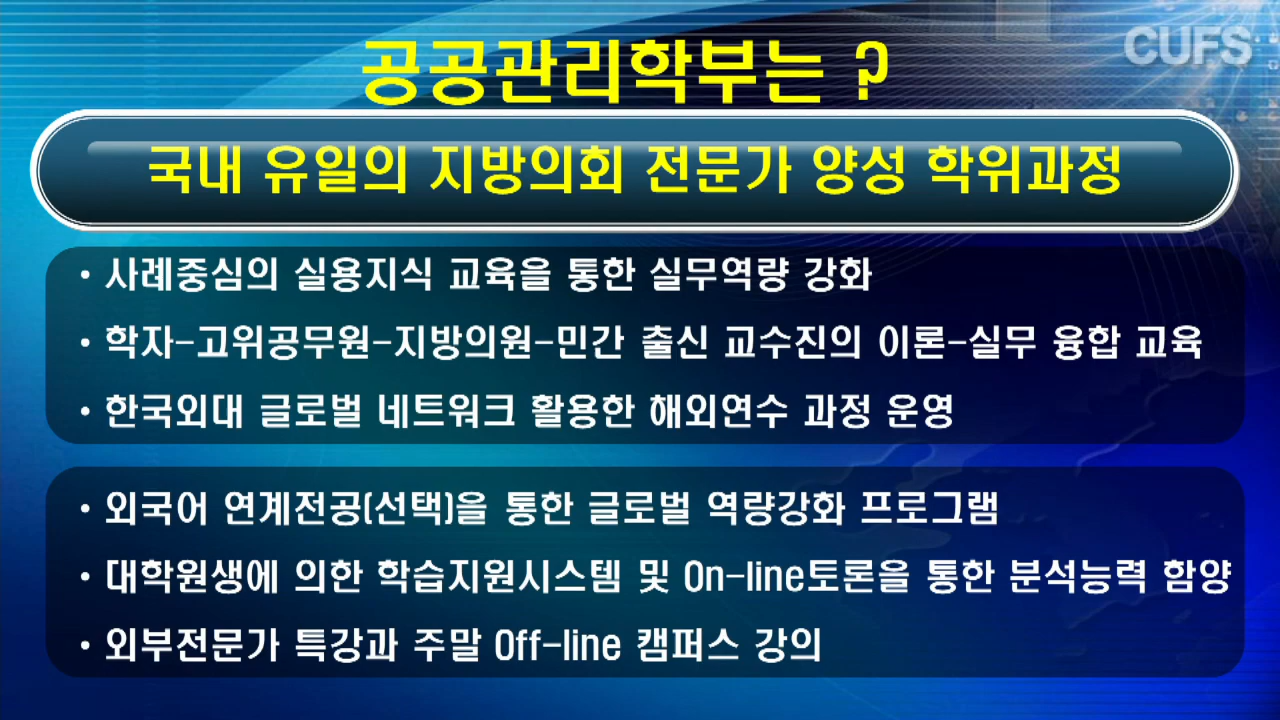 CUFS
공공관리학부는 ?
국내 유일의 지방의회 전문가 양성 학위과정
• 사례중심의 실용지식 교육을 통한 실무역량 강화
• 학자-고위공무원-지방의원-민간 출신 교수진의 이론-실무 융합 교육
• 한국외대 글로벌 네트워크 활용한 해외연수 과정 운영
• 외국어 연계전공(선택)을 통한 글로벌 역량강화 프로그램
• 대학원생에 의한 학습지원시스템 및 On-line토론을 통한 분석능력 함양
• 외부전문가 특강과 주말 Off-line 캠퍼스 강의